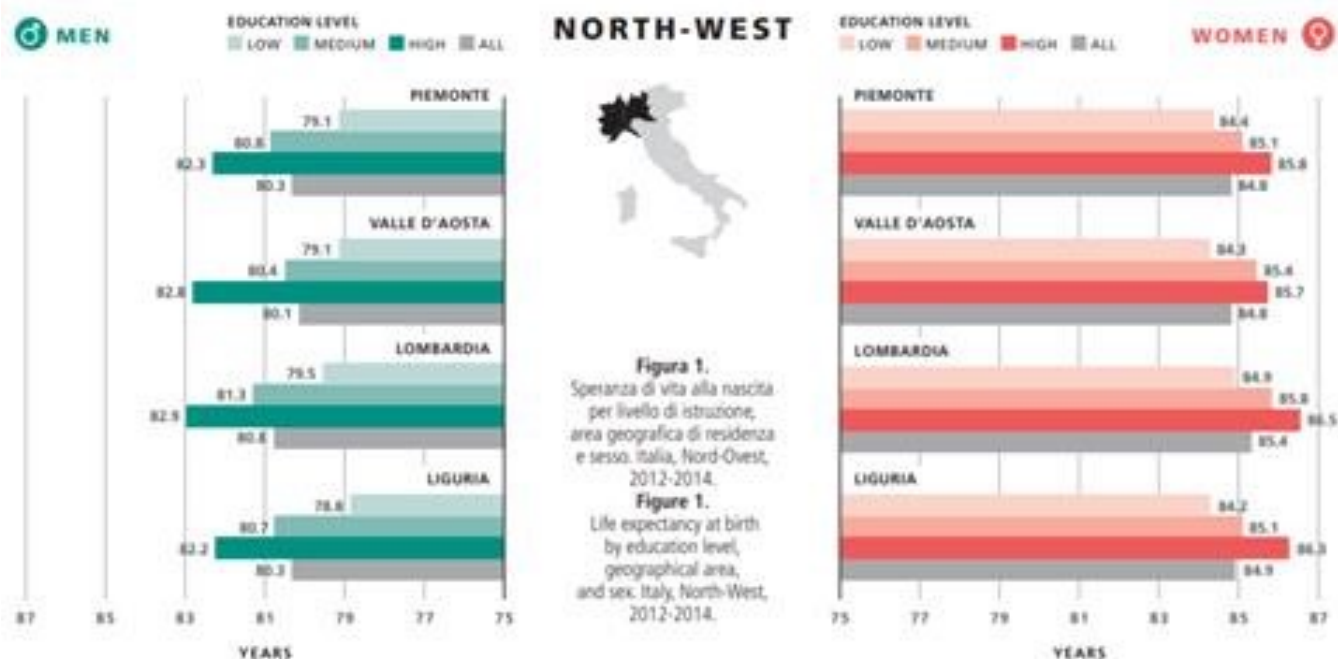 MEN
EDUCATION LEVEL
LOW MEDIUM HIGH ALL
NORTH-WEST
EDUCATION LEVEL
LOW MEDIUM HIGH ALL
WOMEN
PIEMONTE
79.1
80.8
82.3
80.3
VALLE D'AOSTA
79.1
80.4
82.8
80.1
LOMBARDIA
79.5
81.3
82.9
80.8
LIGURIA
78.8
80.7
82.2
80.3
87 85 83 81 79 77 75
YEARS
Figura 1.
Speranza di vita alla nascita
per livello di istruzione,
area geografica di residenza
e sesso. Italia, Nord-Ovest,
2012-2014.
Figure 1.
Life expectancy at birth
by education level,
geographical area,
and sex. Italy, North-West,
2012-2014.
PIEMONTE
84.4
85.1
85.8
84.8
VALLE D'AOSTA
84.3
85.4
85.7
84.8
LOMBARDIA
84.9
85.8
86.5
85.4
LIGURIA
84.2
85.1
86.3
84.9
75 77 79 81 83 85 87
YEARS